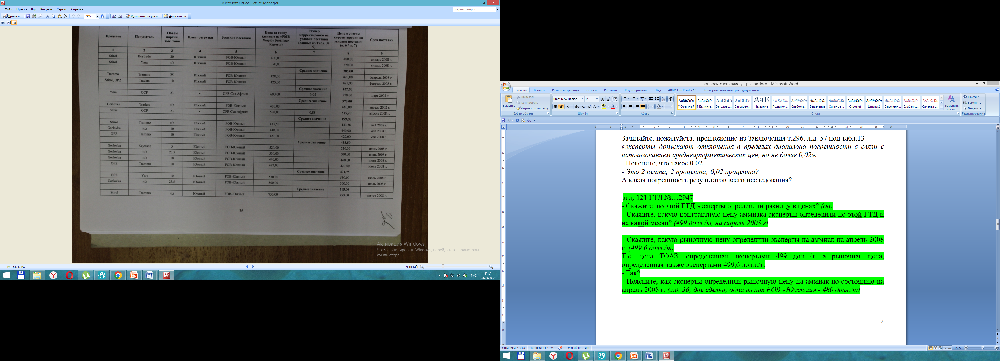 Microsoft Office Picture Manager
Файл Правка Вид Рисунок Сервис Справка
Введите вопрос
Ярлыки... 39% Изменить рисунки... Автозамена
Продавец Покупатель Объем партии, тыс. тонн Пункт отгрузки Условия поставки Цена за тонну (данные из «FMB Weekly Fertilizer Report») Размер корректировки на условия поставки (данные из Табл. № 9) Цена с учетом корректировки на условия поставки (п. 6 * п. 7) Срок поставки
1 2 3 4 5 6 7 8 9
Stirol Keytrade 20 Южный FOB-Южный 400,00 400,00 январь 2008 г.
Stirol Yara н/д Южный FOB-Южный 370,00 370,00 январь 2008 г.
Среднее значение 385,00
Trammo Trammo 25 Южный FOB-Южный 420,00 420,00 февраль 2008 г.
Stirol, OPZ Traders 10 Южный FOB-Южный 425,00 425,00 февраль 2008 г.
Среднее значение 422,50
Yara OCP 23 - CFR Сев.Африка 600,00 0,95 570,00 март 2008 г.
Среднее значение 570,00
Gorlovka Traders н/д Южный FOB-Южный 480,00 480,00 апрель 2008 г.
Sabic OCP 23 - CFR Сев.Африка 590,00 0,88 519,20 апрель 2008 г.
Среднее значение 499,60
Stirol Trammo н/д Южный FOB-Южный 433,50 433,50 май 2008 г.
Gorlovka н/д 10 Южный FOB-Южный 440,00 440,00 май 2008 г.
OPZ Trammo 10 Южный FOB-Южный 427,00 427,00 май 2008 г.
Среднее значение 433,50
Gorlovka Keytrade 5 Южный FOB-Южный 520,00 520,00 июнь 2008 г.
Gorlovka н/д 23,5 Южный FOB-Южный 500,00 500,00 июнь 2008 г.
Gorlovka н/д 10 Южный FOB-Южный 440,00 440,00 июнь 2008 г.
OPZ Trammo 10 Южный FOB-Южный 427,00 427,00 июнь 2008 г.
Среднее значение 471,75
OPZ Yara 10 Южный FOB-Южный 530,00 530,00 июль 2008 г.
Gorlovka н/д 23,5 Южный FOB-Южный 500,00 500,00 июль 2008 г.
Среднее значение 515,00
Stirol Trammo н/д Южный FOB-Южный 750,00 750,00 август 2008 г.
36
Активация Windows
Чтобы активировать Windows, перейдите к параметрам
компьютера.
IMG_8171.JPG
Масштаб:
РУС
11:51
31.05.2022
вопросы специалисту - рынок.docx - Microsoft Word
Главная Вставка Разметка страницы Ссылки Рассылки Рецензирование Вид ABBYY FineReader 12 Универсальный конвертер документов
Вставить
Вырезать
Копировать
Формат по образцу
Буфер обмена
Times New Roman 14
Шрифт
Абзац
¶ Обычный ¶ Без инте... Заголово... Заголово... Название Подзагол... Слабое в... Выделение Сильное ... Строгий Цитата 2 Выделенн... Слабая сс... Сильная с...
Изменить стили
Стили
Найти
Заменить
Выделить
Редактирование
Зачитайте, пожалуйста, предложение из Заключения т.296, л.д. 57 под табл.13
«эксперты допускают отклонения в пределах диапазона погрешности в связи с
использованием среднеарифметических цен, но не более 0,02».
- Поясните, что такое 0,02.
- Это 2 цента; 2 процента; 0,02 процента?
А какая погрешность результатов всего исследования?
л.д. 121 ГТД №…2947
- Скажите, по этой ГТД эксперты определили разницу в ценах? (да)
- Скажите, какую контрактную цену аммиака эксперты определили по этой ГТД и
на какой месяц? (499 долл./т, на апрель 2008 г)
- Скажите, какую рыночную цену определили эксперты на аммиак на апрель 2008
г. (499,6 долл./т)
Т.е. цена ТОАЗ, определенная экспертами 499 долл./т, а рыночная цена,
определенная также экспертами 499,6 долл./т.
- Так?
- Поясните, как эксперты определили рыночную цену на аммиак по состоянию на
апрель 2008 г. (л.д. 36; две сделки, одна из них FOB «Южный» - 480 долл./т)
4
Страница: 4 из 8 Число слов: 2 274 Русский (Россия)
150%